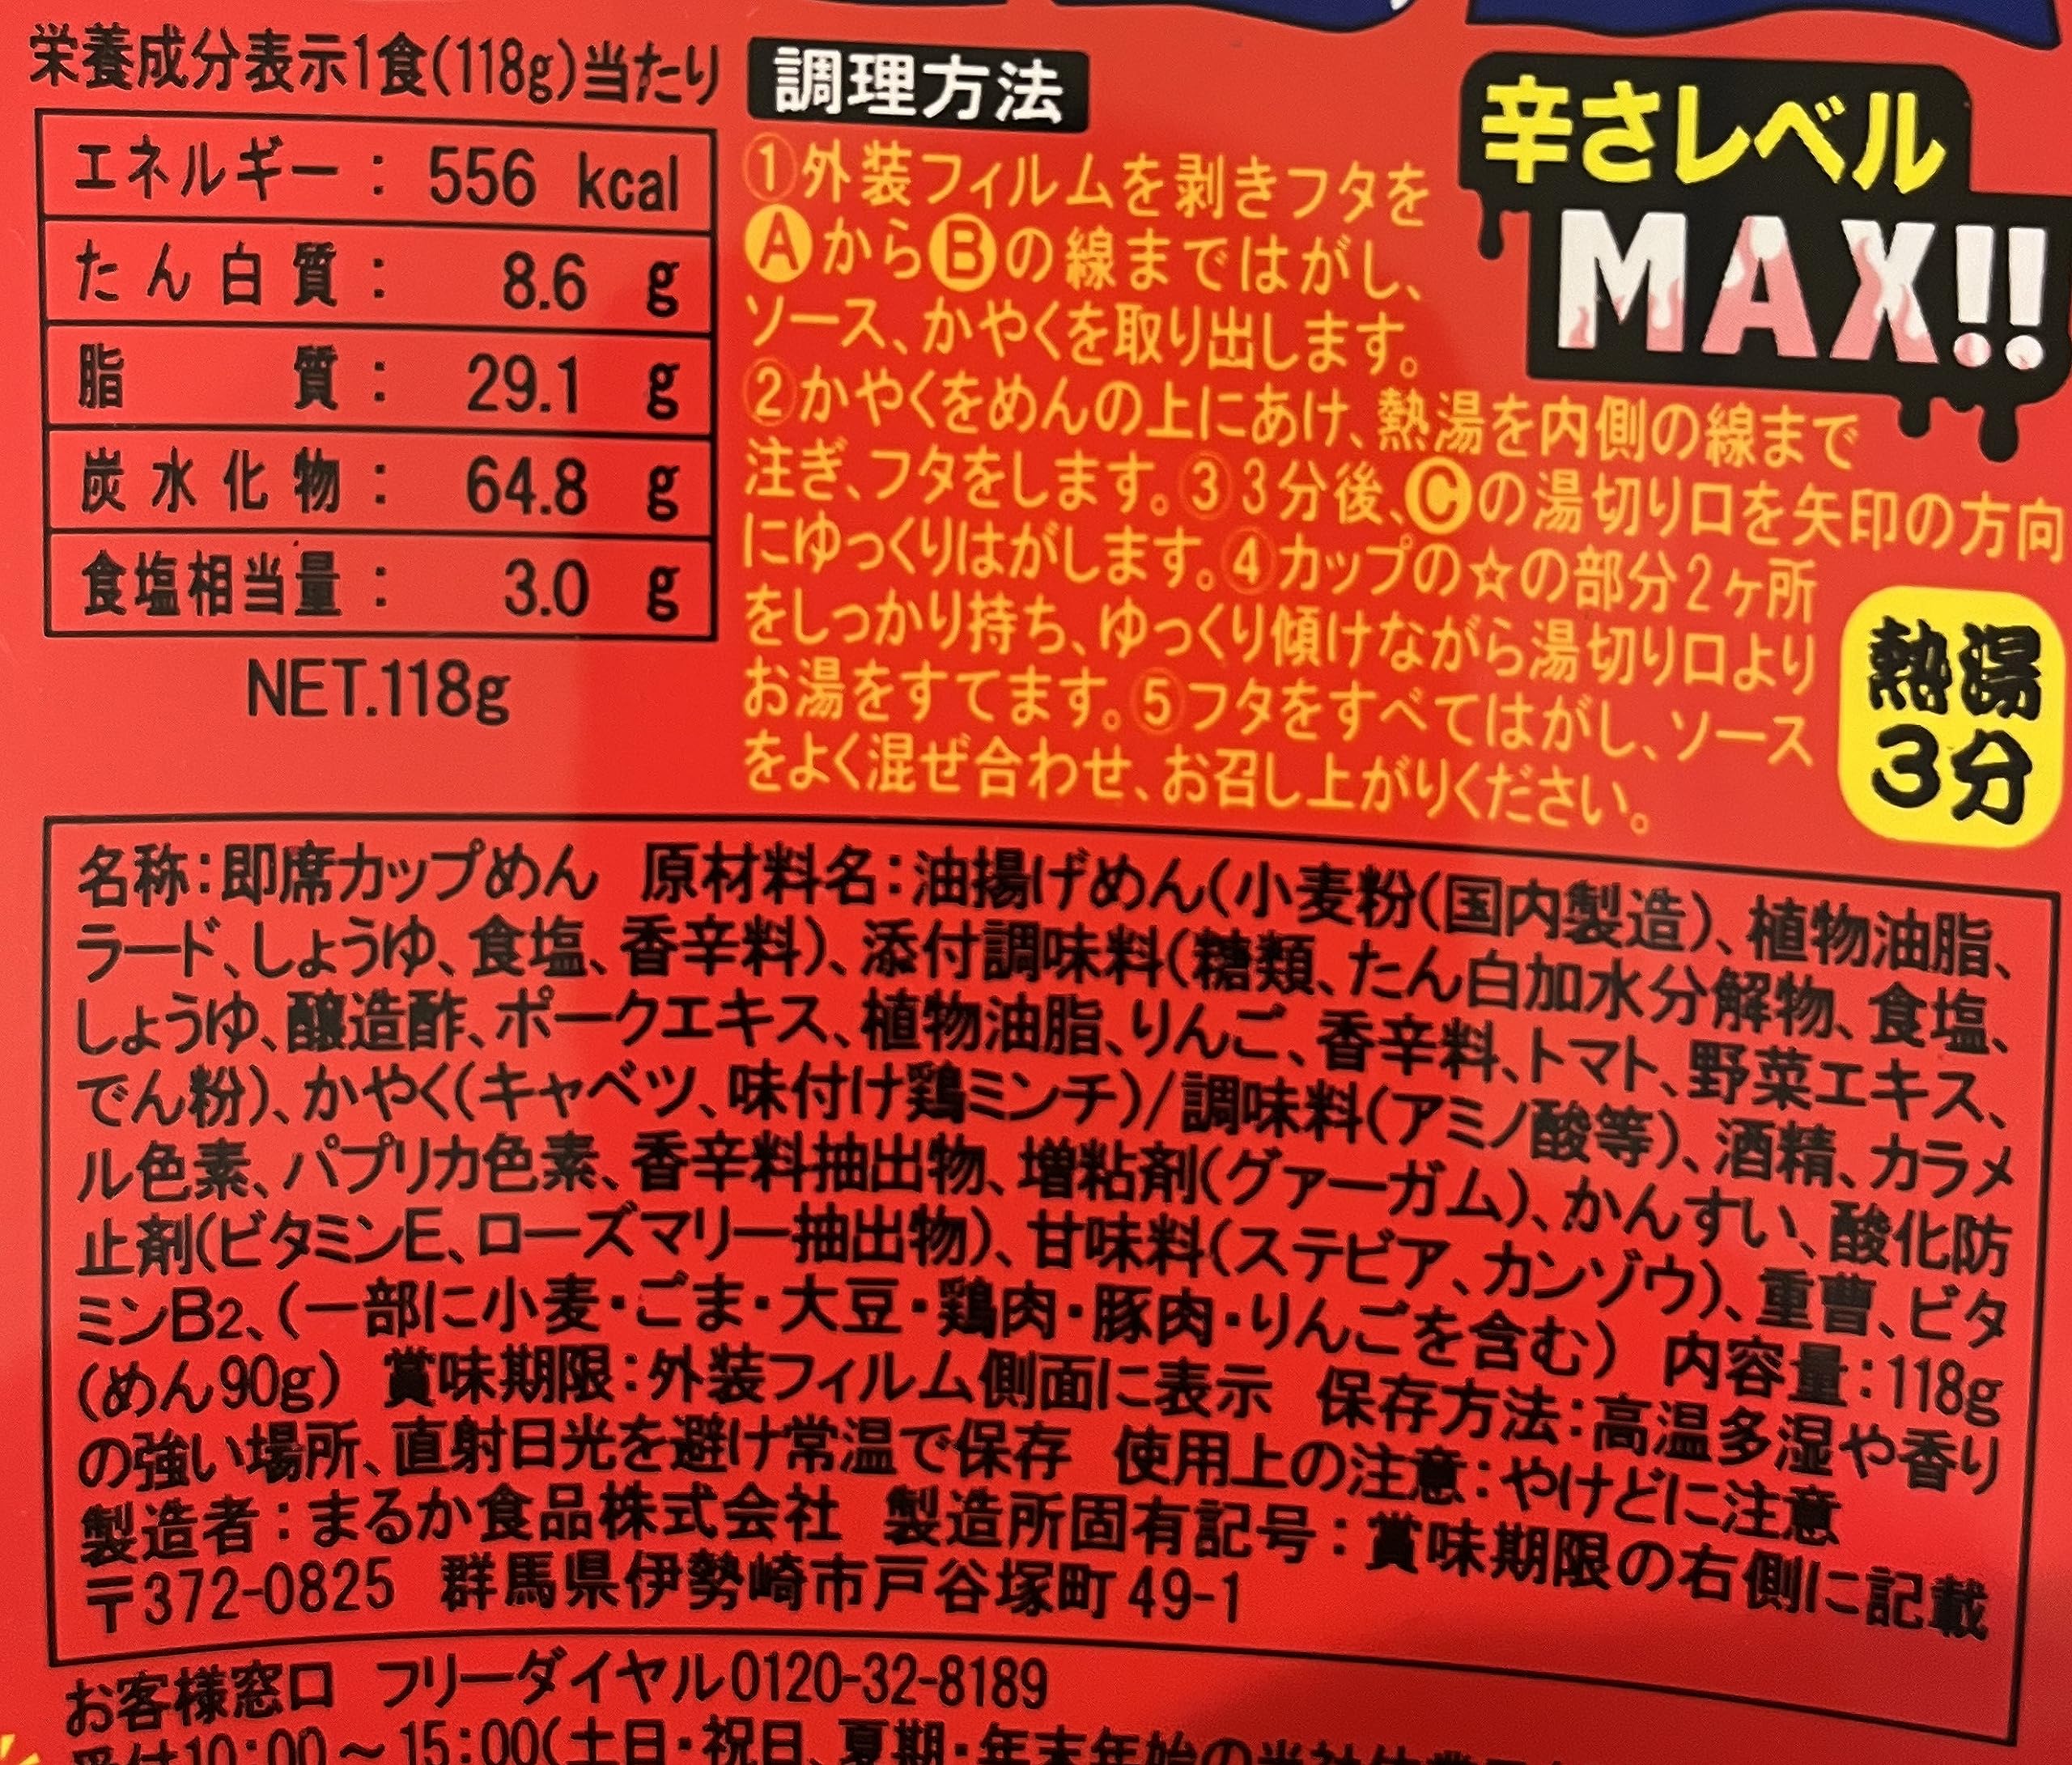 栄養成分表示1食(118g)当たり
エネルギー： 556 kcal
たん白質： 8.6 g
脂質： 29.1 g
炭水化物： 64.8 g
食塩相当量： 3.0 g
NET.118g
調理方法
①外装フィルムを剥きフタを
ⒶからⒷの線まではがし、
ソース、かやくを取り出します。
②かやくをめんの上にあけ、熱湯を内側の線まで
注ぎ、フタをします。③3分後、Ⓒの湯切り口を矢印の方向
にゆっくりはがします。④カップの☆の部分2ヶ所
をしっかり持ち、ゆっくり傾けながら湯切り口より
お湯をすてます。⑤フタをすべてはがし、ソース
をよく混ぜ合わせ、お召し上がりください。
辛さレベル
MAX!!
熱湯
3分
名称：即席カップめん 原材料名：油揚げめん(小麦粉(国内製造)、植物油脂、
ラード、しょうゆ、食塩、香辛料)、添付調味料(糖類、たん白加水分解物、食塩、
しょうゆ、醸造酢、ポークエキス、植物油脂、りんご、香辛料、トマト、野菜エキス、
でん粉)、かやく(キャベツ、味付け鶏ミンチ)/調味料(アミノ酸等)、酒精、カラメ
ル色素、パプリカ色素、香辛料抽出物、増粘剤(グァーガム)、かんすい、酸化防
止剤(ビタミンE、ローズマリー抽出物)、甘味料(ステビア、カンゾウ)、重曹、ビタ
ミンB2、(一部に小麦・ごま・大豆・鶏肉・豚肉・りんごを含む) 内容量：118g
(めん90g) 賞味期限：外装フィルム側面に表示 保存方法：高温多湿や香り
の強い場所、直射日光を避け常温で保存 使用上の注意：やけどに注意
製造者：まるか食品株式会社 製造所固有記号：賞味期限の右側に記載
〒372-0825 群馬県伊勢崎市戸谷塚町49-1
お客様窓口 フリーダイヤル0120-32-8189
受付10:00～15:00(土日・祝日、夏期・年末年始の当社休業日